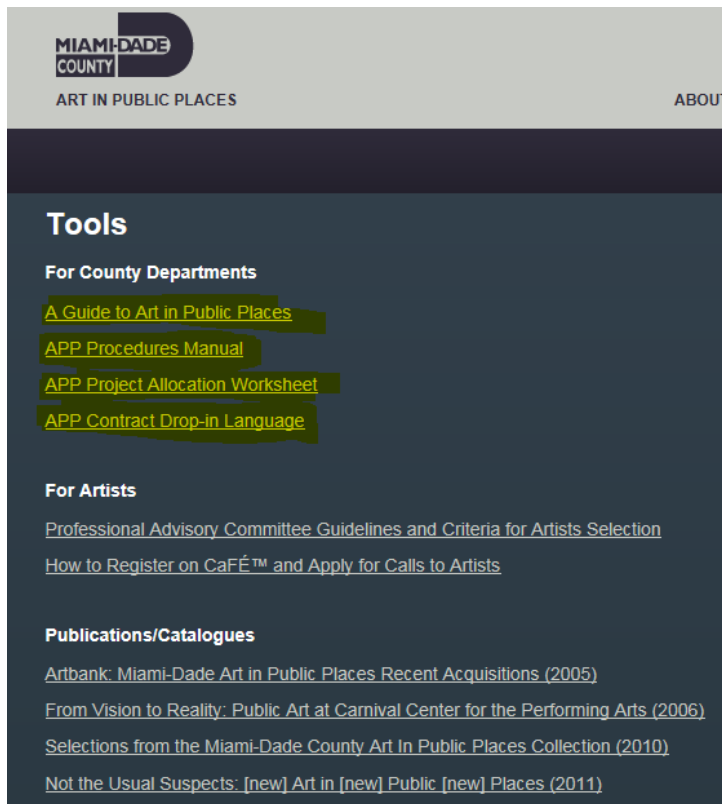 MIAMI-DADE
COUNTY
ART IN PUBLIC PLACES
ABOUT
Tools
For County Departments
A Guide to Art in Public Places
APP Procedures Manual
APP Project Allocation Worksheet
APP Contract Drop-in Language
For Artists
Professional Advisory Committee Guidelines and Criteria for Artists Selection
How to Register on CaFÉ™ and Apply for Calls to Artists
Publications/Catalogues
Artbank: Miami-Dade Art in Public Places Recent Acquisitions (2005)
From Vision to Reality: Public Art at Carnival Center for the Performing Arts (2006)
Selections from the Miami-Dade County Art In Public Places Collection (2010)
Not the Usual Suspects: [new] Art in [new] Public [new] Places (2011)